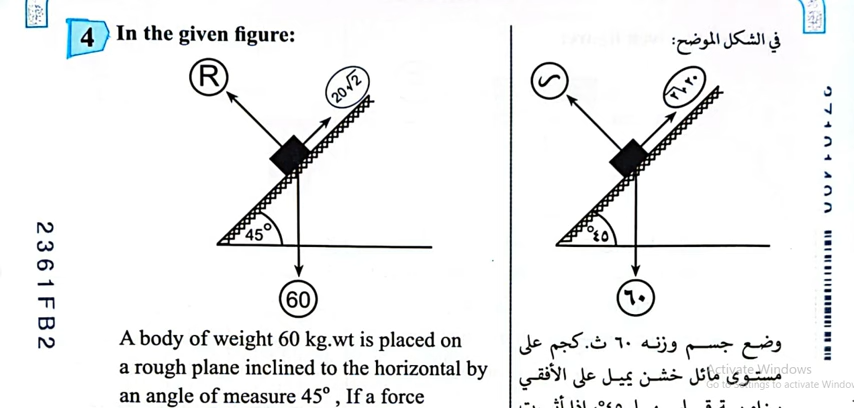 4 In the given figure:
R
20√2
45°
60
A body of weight 60 kg.wt is placed on
a rough plane inclined to the horizontal by
an angle of measure 45° , If a force
في الشكل الموضح:
س
٢٠√٢
٤٥°
٦٠
وضع جسم وزنه ٦٠ ث.كجم على
مستوى مائل خشن يميل على الأفقي
2361FB2
Activate Windows
Go to Settings to activate Windows